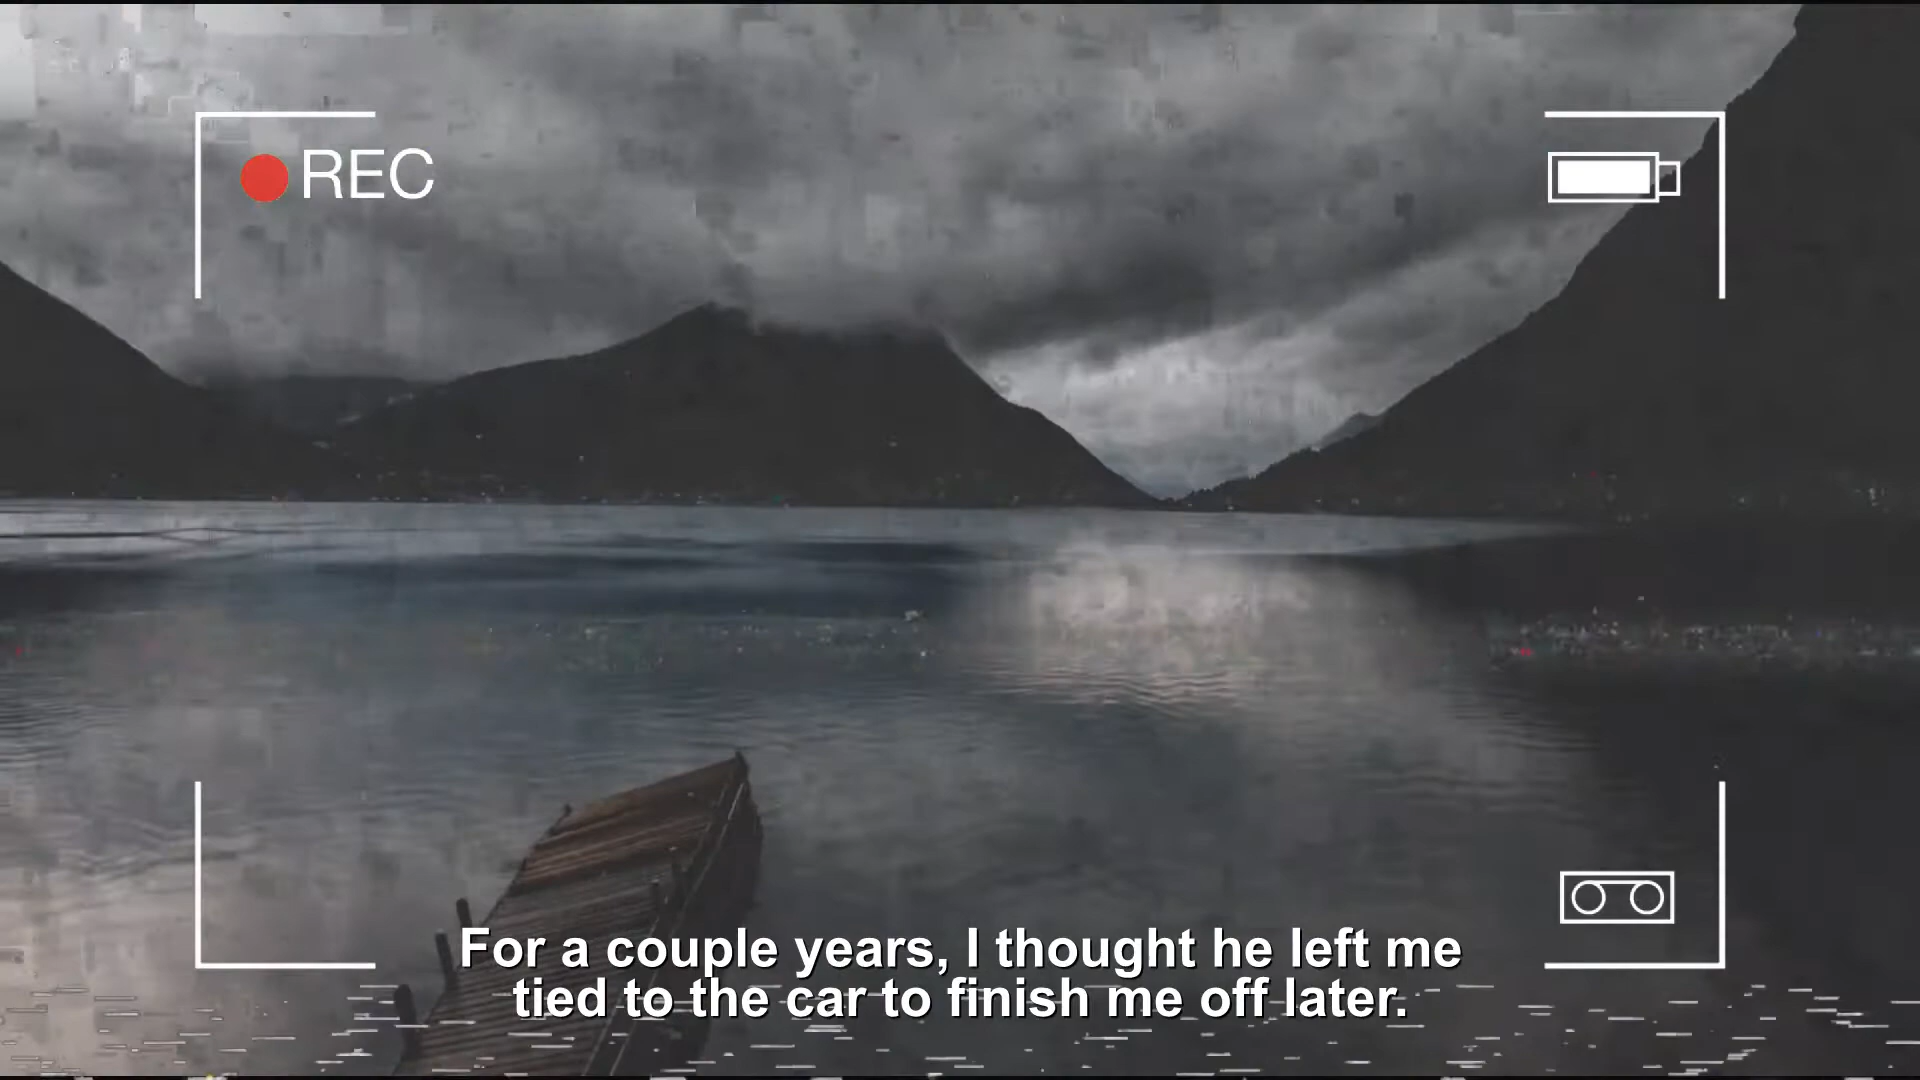 REC
For a couple years, I thought he left me
tied to the car to finish me off later.